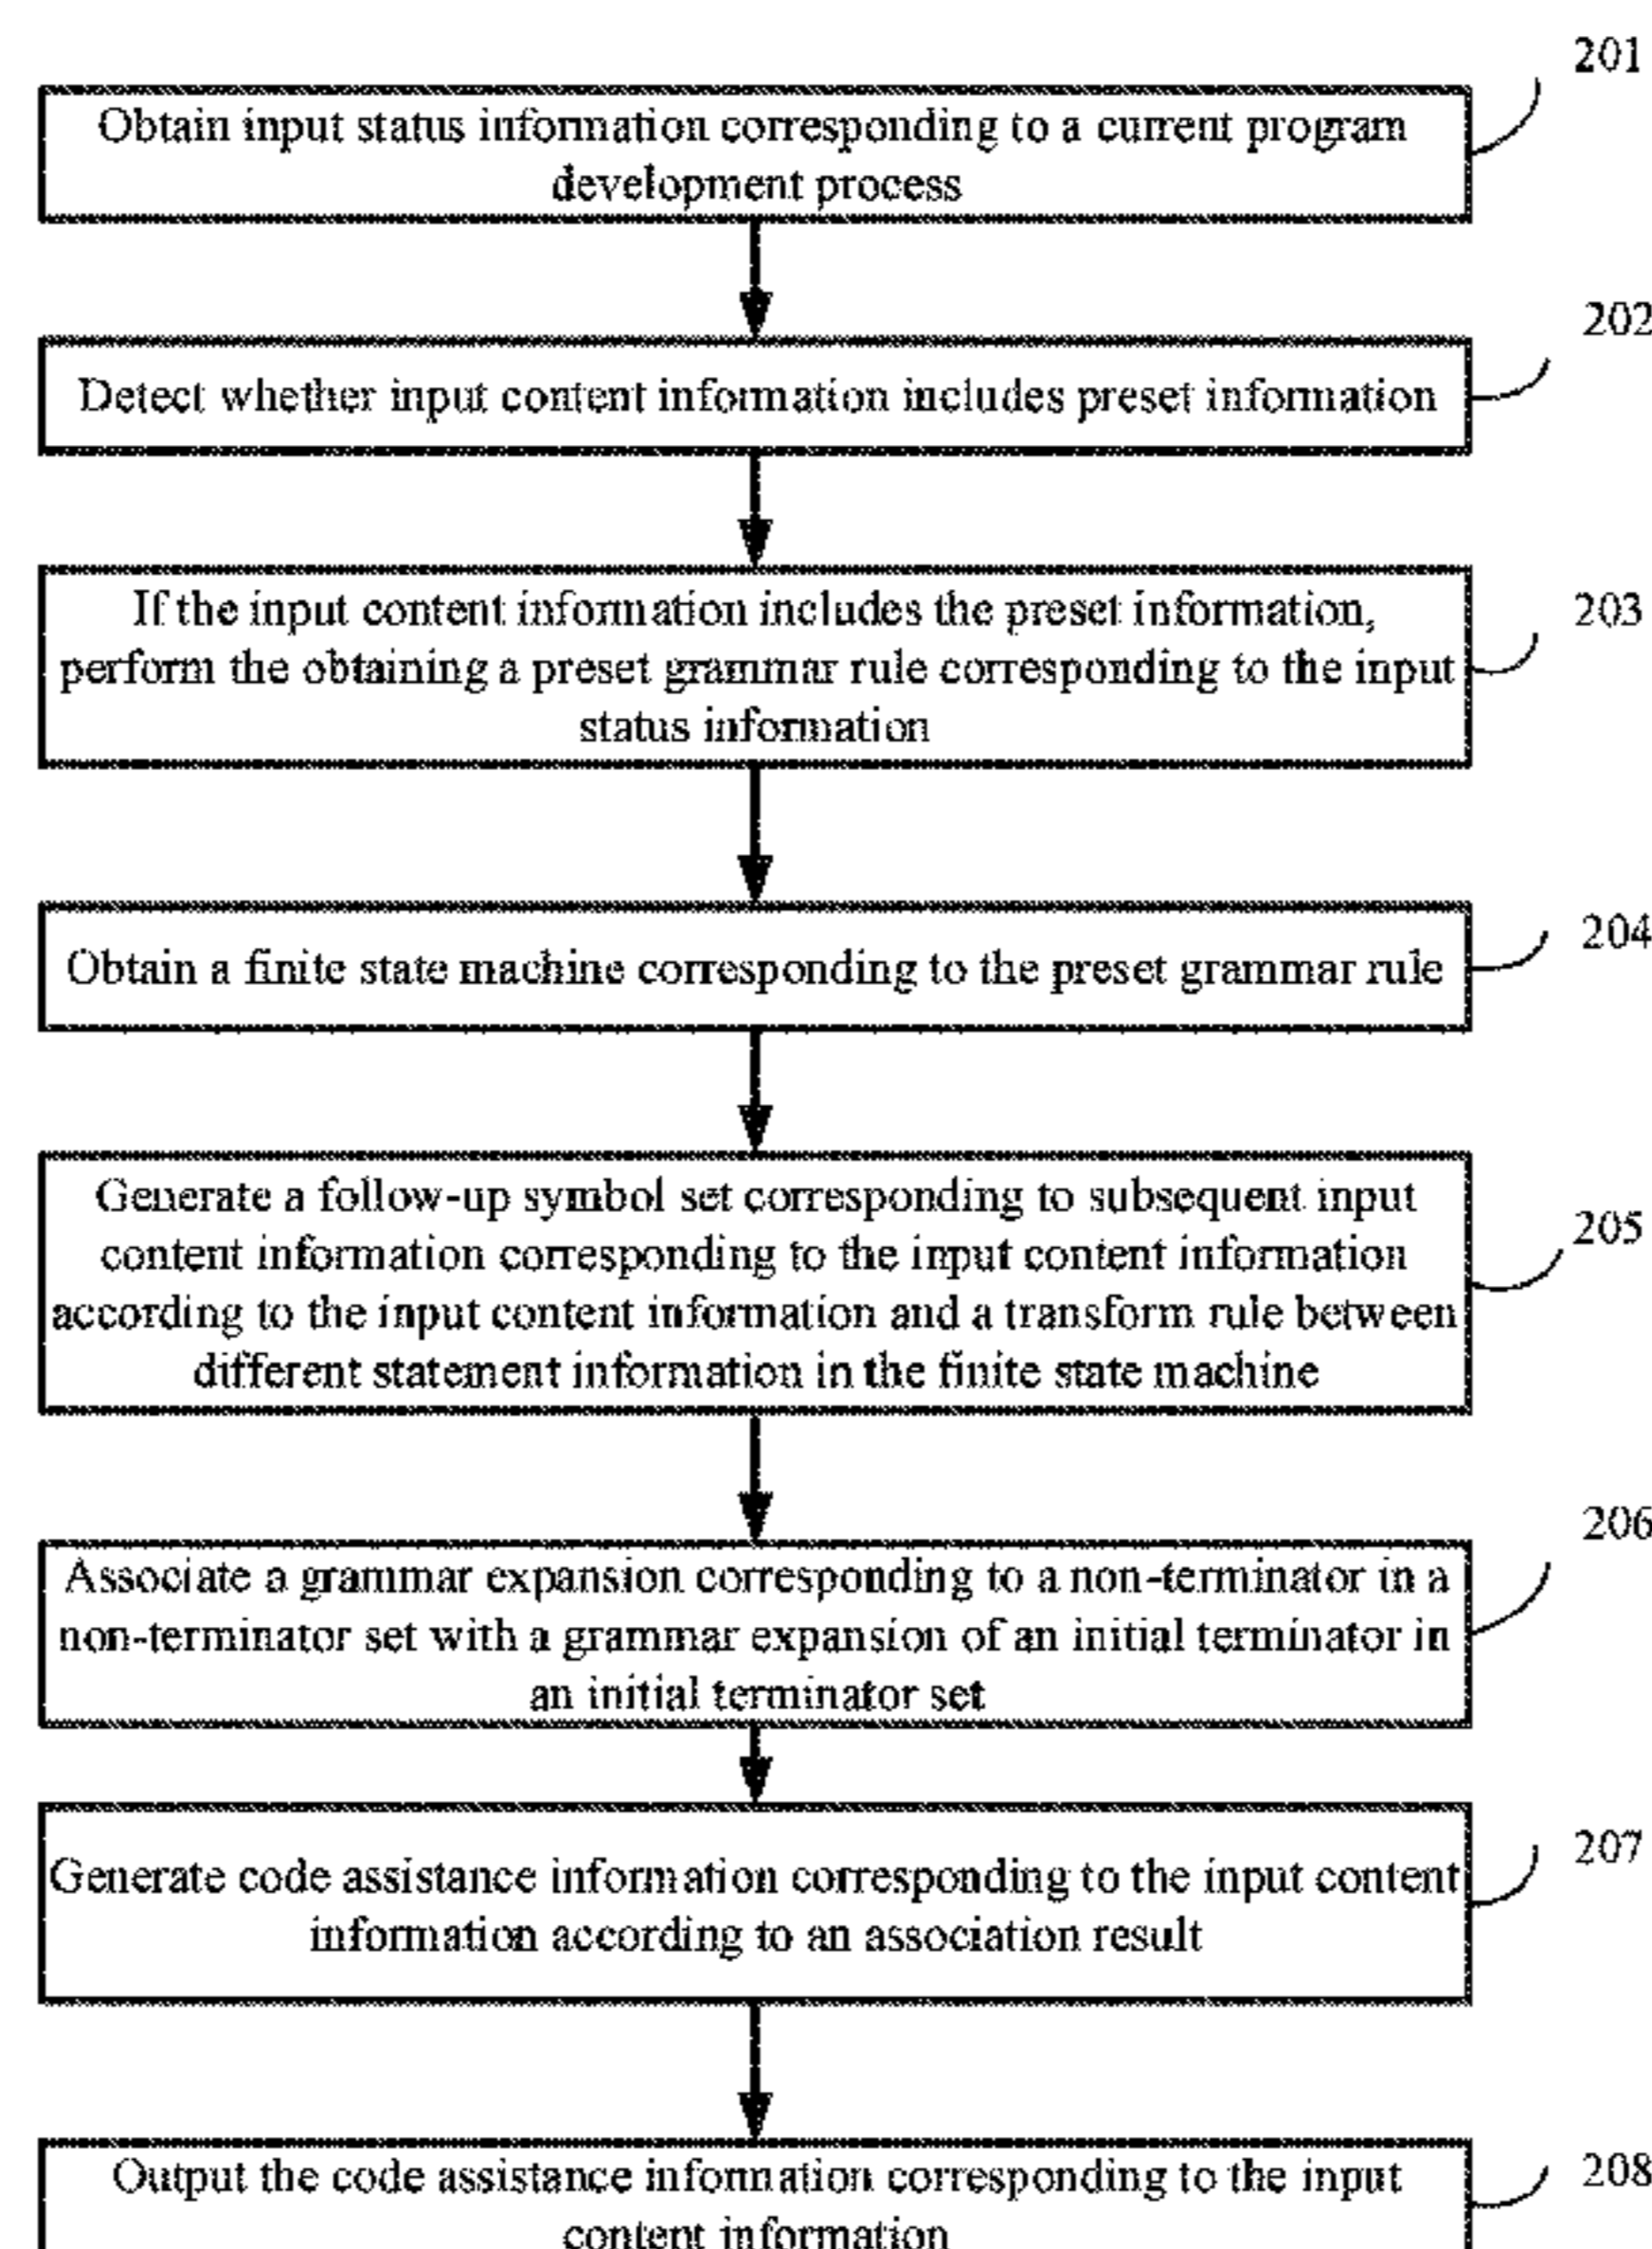 201
Obtain input status information corresponding to a current program
development process
202
Detect whether input content information includes preset information
203
If the input content information includes the preset information,
perform the obtaining a preset grammar rule corresponding to the input
status information
204
Obtain a finite state machine corresponding to the preset grammar rule
205
Generate a follow-up symbol set corresponding to subsequent input
content information corresponding to the input content information
according to the input content information and a transform rule between
different statement information in the finite state machine
206
Associate a grammar expansion corresponding to a non-terminator in a
non-terminator set with a grammar expansion of an initial terminator in
an initial terminator set
207
Generate code assistance information corresponding to the input content
information according to an association result
208
Output the code assistance information corresponding to the input
content information